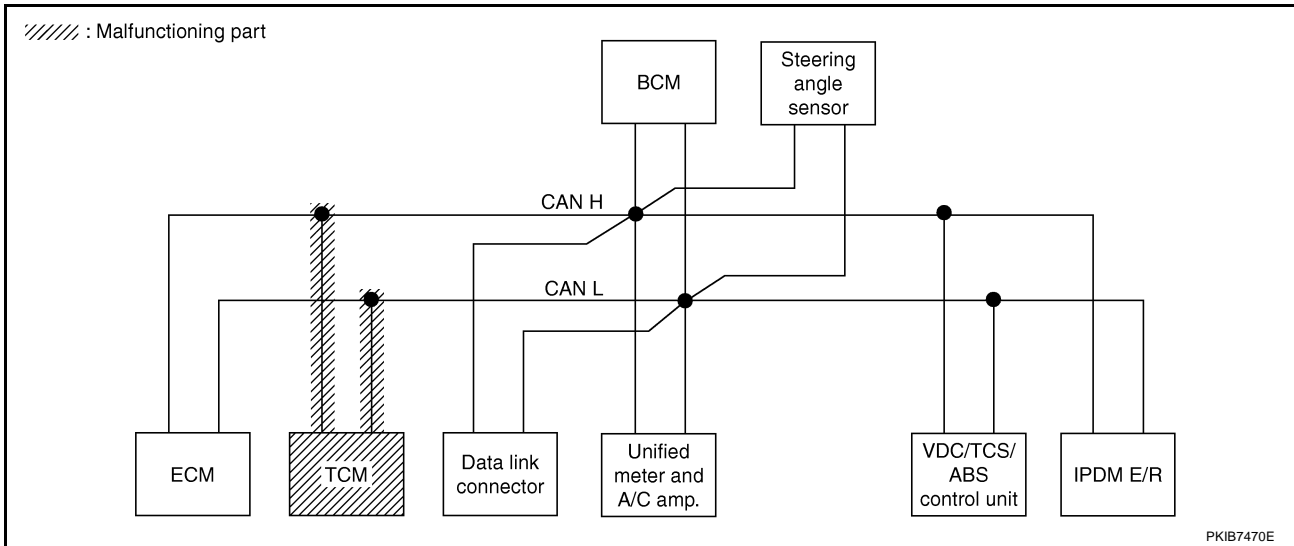 : Malfunctioning part
BCM
Steering
angle
sensor
CAN H
CAN L
ECM
TCM
Data link
connector
Unified
meter and
A/C amp.
VDC/TCS/
ABS
control unit
IPDM E/R
PKIB7470E